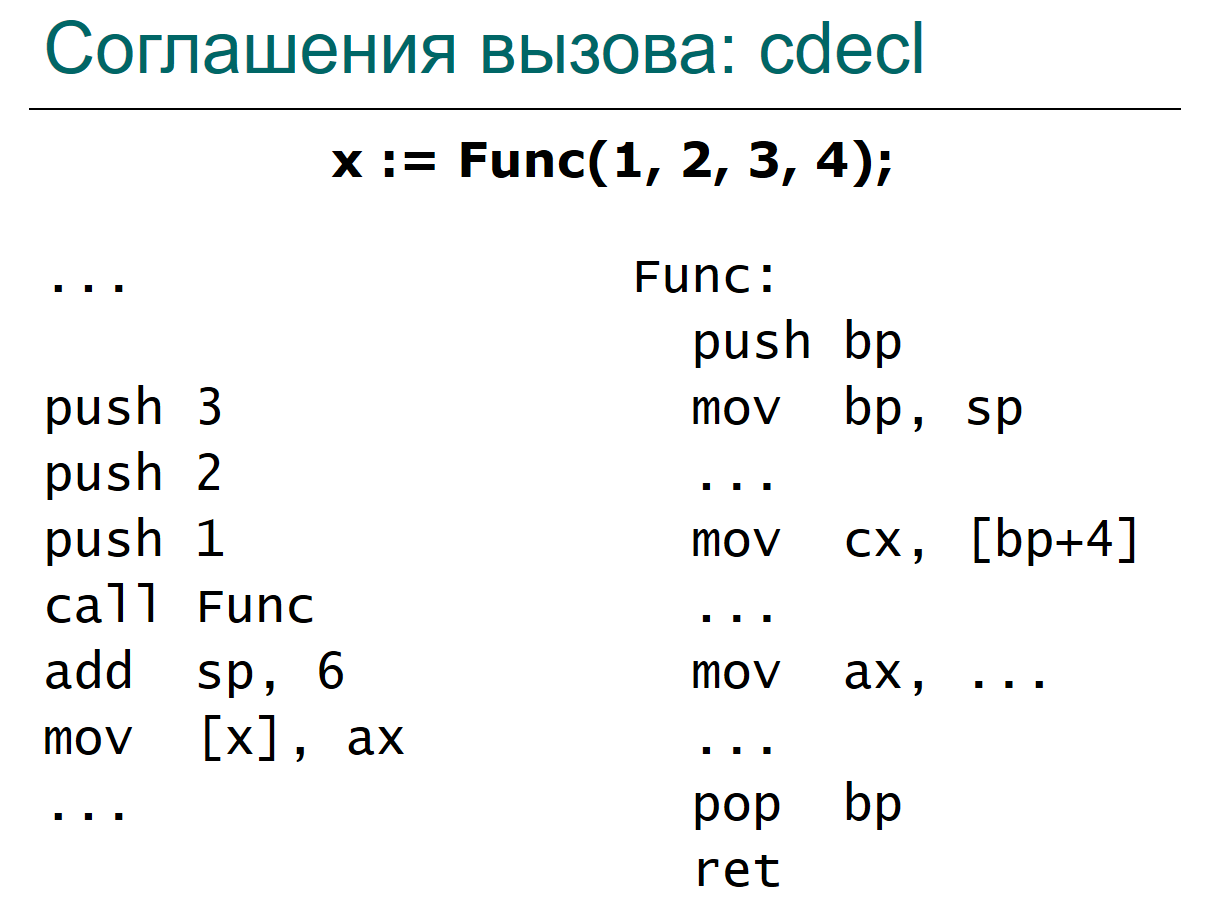 Соглашения вызова: cdecl
x := Func(1, 2, 3, 4);
...
push 3
push 2
push 1
call Func
add sp, 6
mov [x], ax
...
Func:
push bp
mov bp, sp
...
mov cx, [bp+4]
...
mov ax, ...
...
pop bp
ret